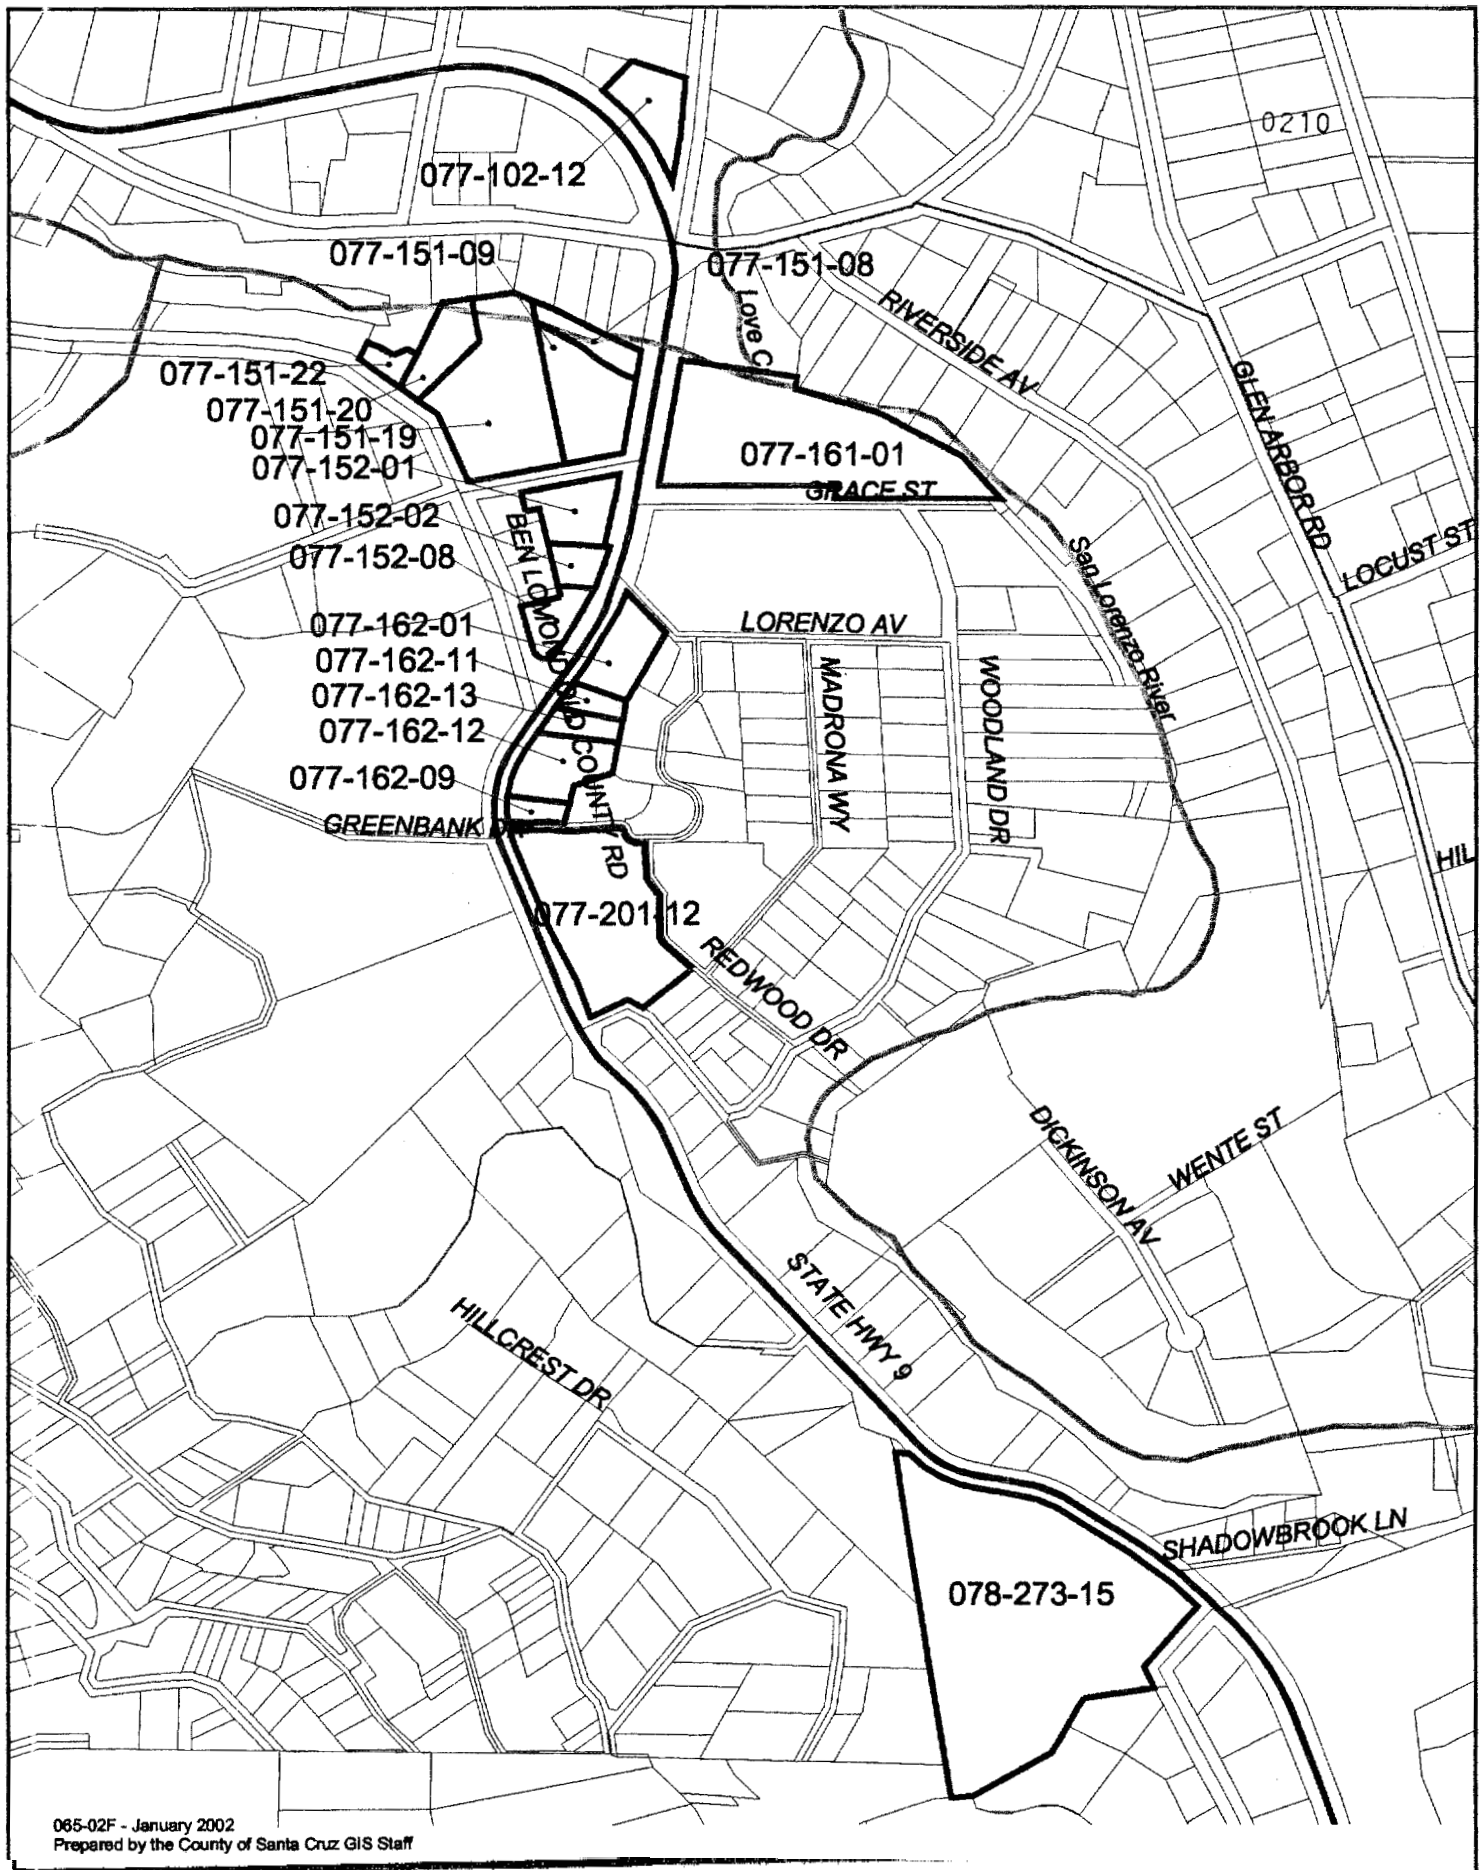 0210
077-102-12
077-151-09
077-151-08
Love C
RIVERSIDE AV
077-151-22
077-151-20
077-151-19
077-152-01
077-161-01
GRACE ST
GLEN ARBOR RD
077-152-02
077-152-08
LOCUST ST
San Lorenzo River
077-162-01
LORENZO AV
077-162-11
077-162-13
077-162-12
BEN LOMOND OLD COUNTY RD
MADRONA WY
WOODLAND DR
077-162-09
GREENBANK DR
HIL
077-201-12
REDWOOD DR
DICKINSON AV
WENTE ST
STATE HWY 9
HILLCREST DR
SHADOWBROOK LN
078-273-15
065-02F - January 2002
Prepared by the County of Santa Cruz GIS Staff